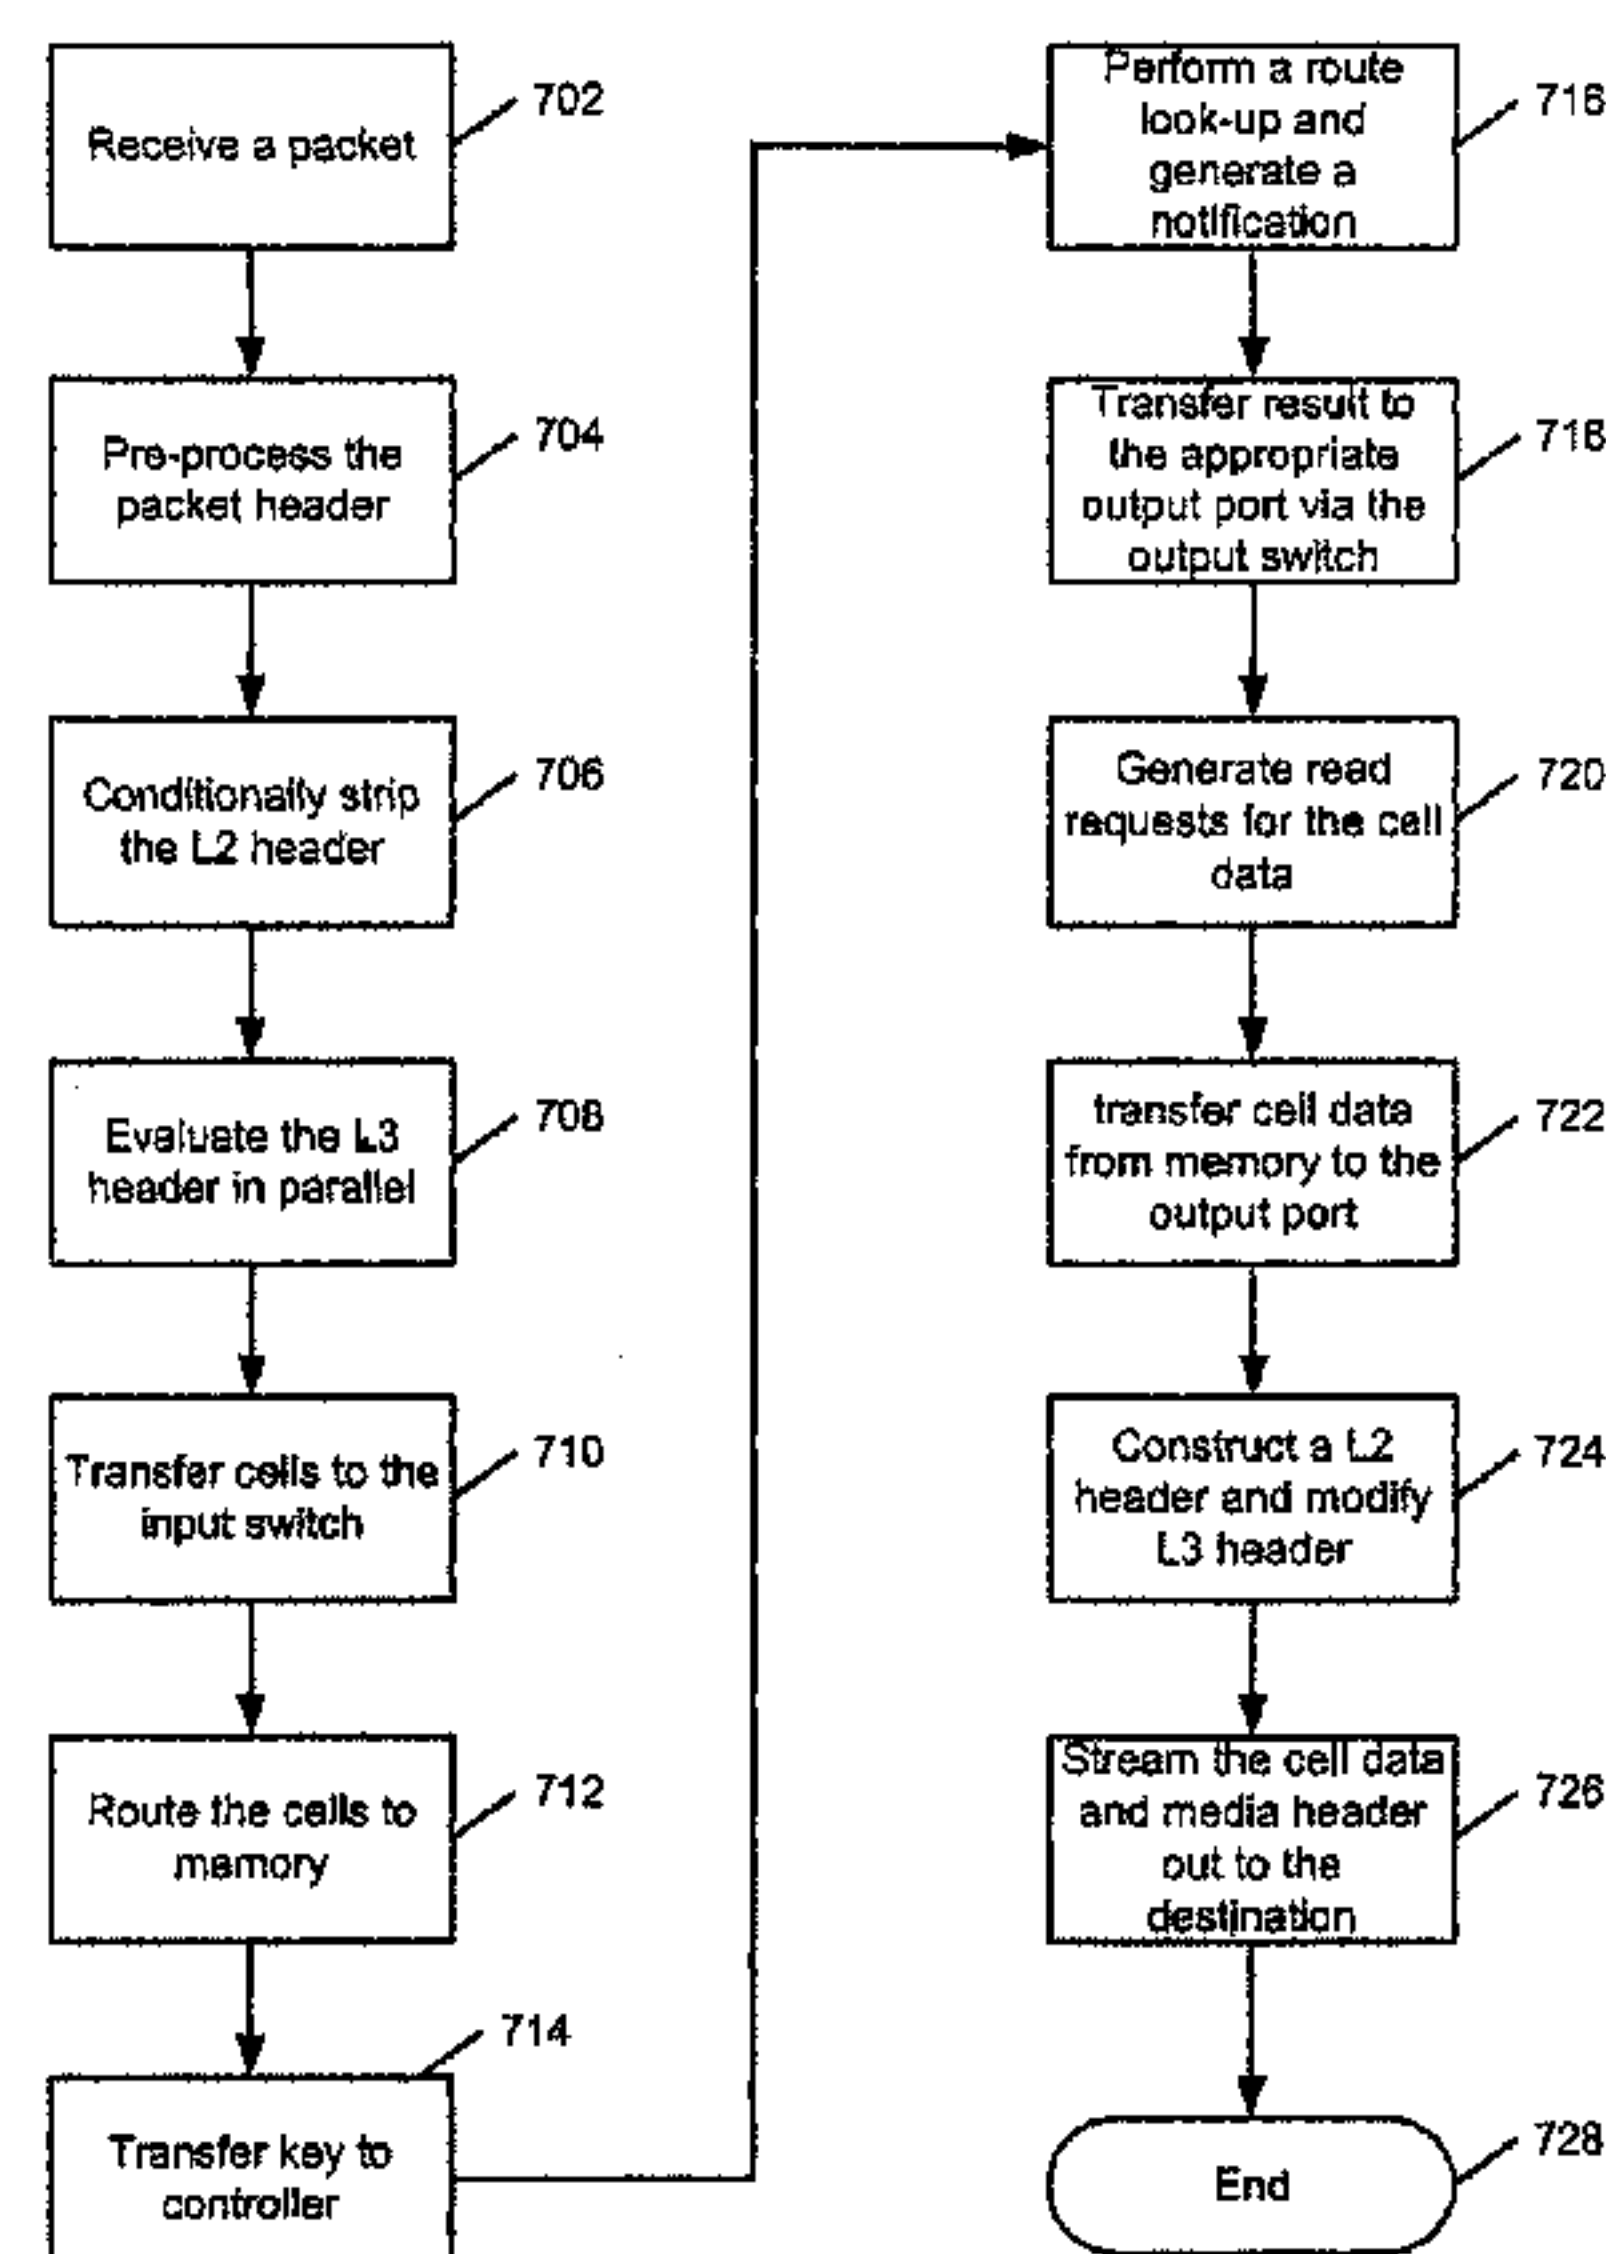 Receive a packet
702
Pre-process the
packet header
704
Conditionally strip
the L2 header
706
Evaluate the L3
header in parallel
708
Transfer cells to the
input switch
710
Route the cells to
memory
712
714
Transfer key to
controller
Perform a route
look-up and
generate a
notification
716
Transfer result to
the appropriate
output port via the
output switch
718
Generate read
requests for the cell
data
720
transfer cell data
from memory to the
output port
722
Construct a L2
header and modify
L3 header
724
Stream the cell data
and media header
out to the
destination
726
End
728